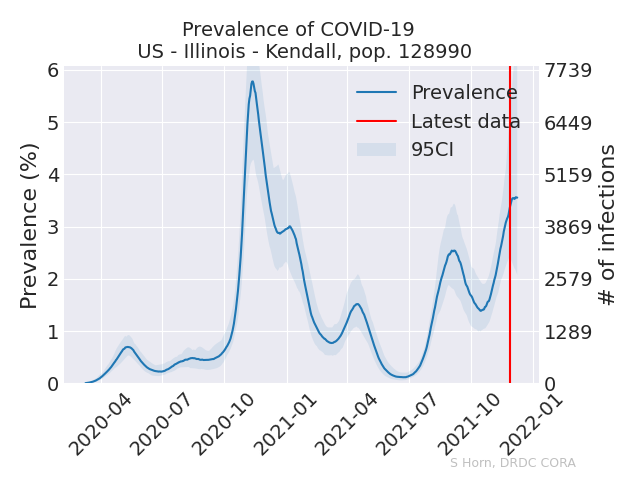 Prevalence of COVID-19
US - Illinois - Kendall, pop. 128990
Prevalence (%)
6
5
4
3
2
1
0
7739
6449
5159
3869
2579
1289
0
# of infections
Prevalence
Latest data
95CI
2020-04
2020-07
2020-10
2021-01
2021-04
2021-07
2021-10
2022-01
S Horn, DRDC CORA